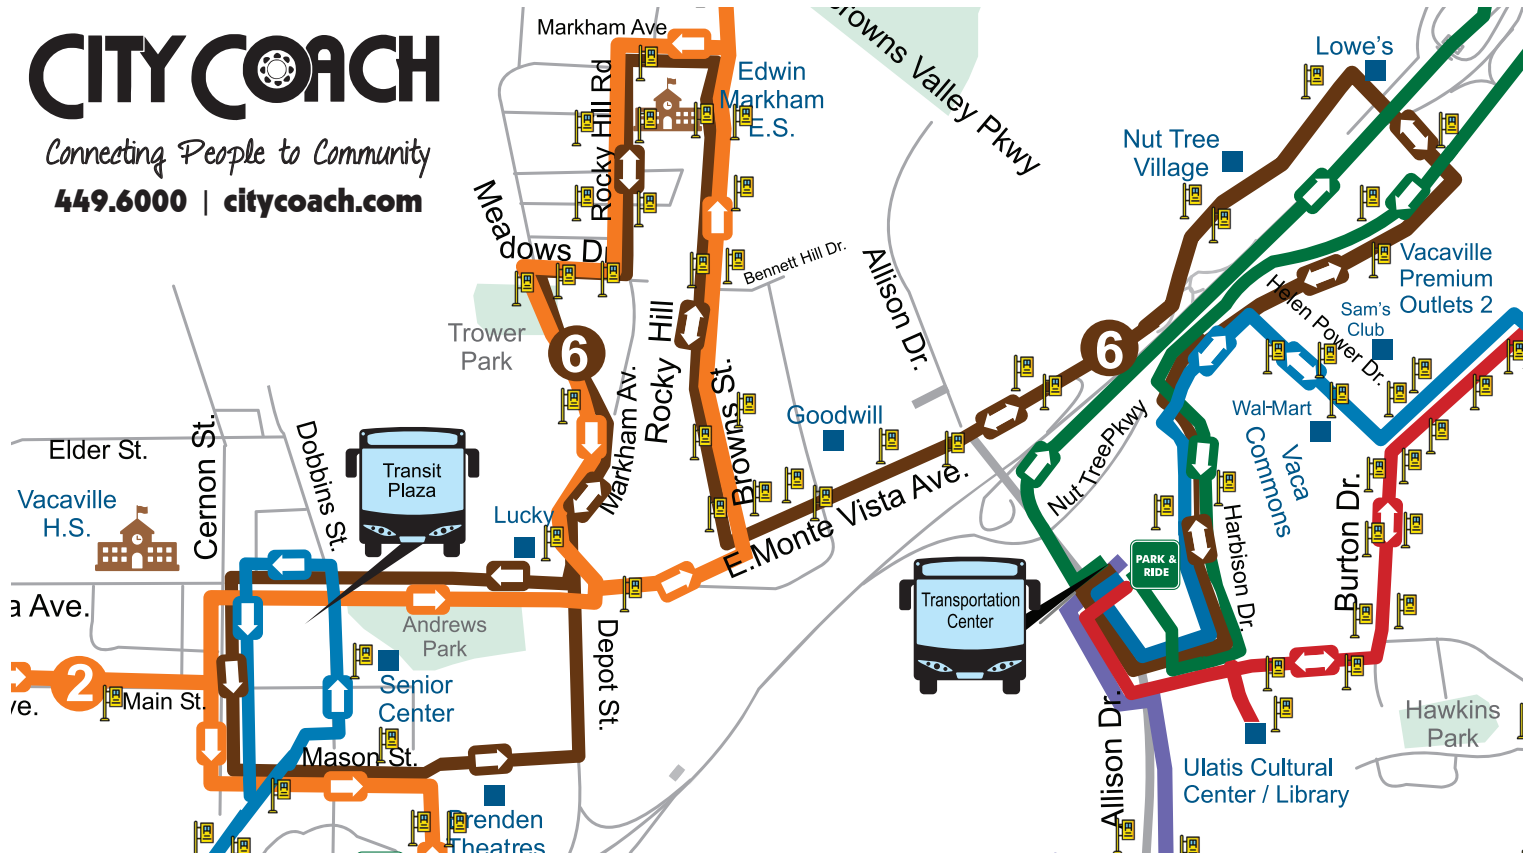 CITY COACH
Connecting People to Community
449.6000 | citycoach.com
Markham Ave
Rocky Hill Rd
Edwin
Markham
E.S.
Browns Valley Pkwy
Lowe's
Nut Tree
Village
Meadows Dr
Bennett Hill Dr.
Allison Dr.
Vacaville
Premium
Outlets 2
Helen Power Dr.
Sam's
Club
Trower
Park
6
6
Rocky Hill
Markham Av.
Browns St.
Goodwill
Wal-Mart
Vaca
Commons
Nut TreePkwy
Elder St.
Cernon St.
Dobbins St.
Transit
Plaza
Vacaville
H.S.
Lucky
E.Monte Vista Ave.
Harbison Dr.
Burton Dr.
PARK &
RIDE
Transportation
Center
a Ave.
Andrews
Park
Depot St.
2
ve.
Main St.
Senior
Center
Mason St.
Allison Dr.
Hawkins
Park
Ulatis Cultural
Center / Library
Brenden
Theatres